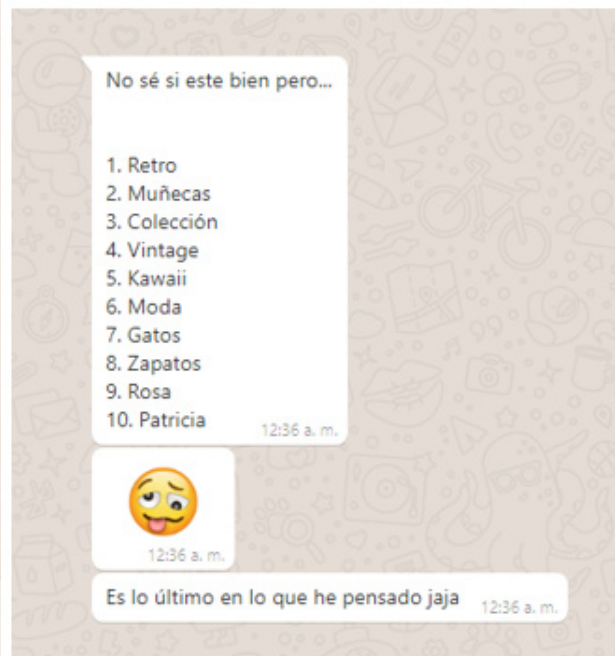 No sé si este bien pero...
1. Retro
2. Muñecas
3. Colección
4. Vintage
5. Kawaii
6. Moda
7. Gatos
8. Zapatos
9. Rosa
10. Patricia
12:36 a. m.
12:36 a. m.
Es lo último en lo que he pensado jaja
12:36 a. m.